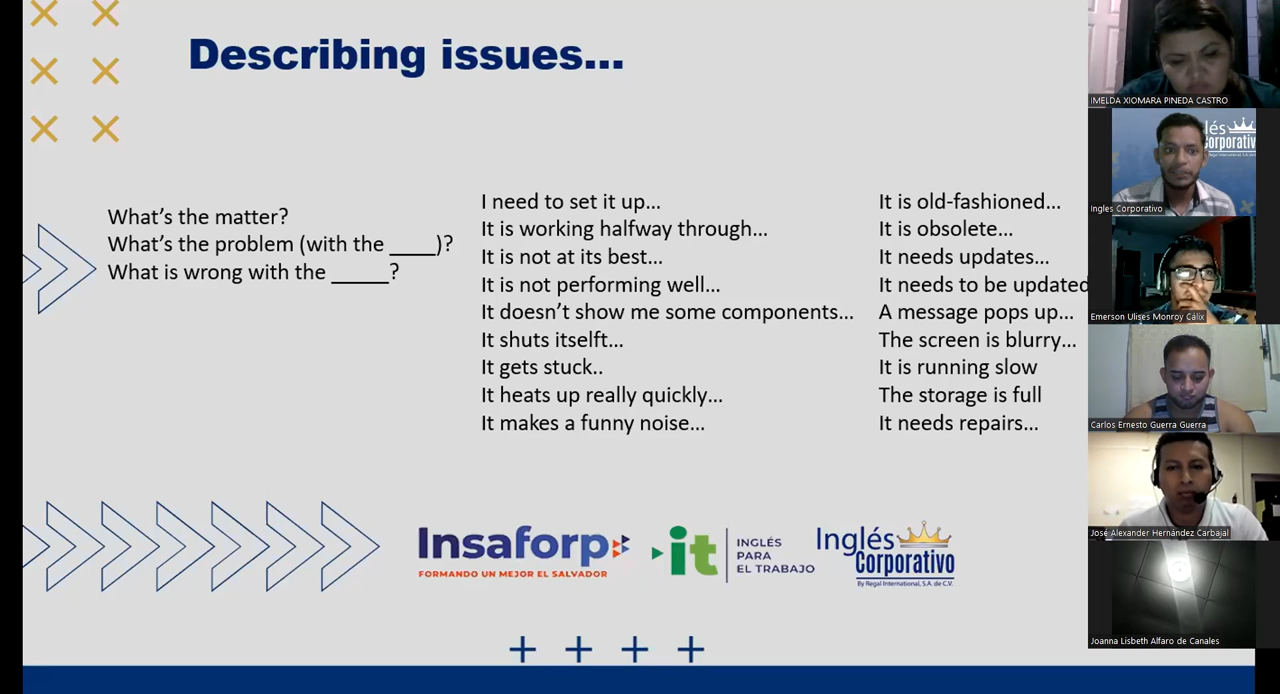 Describing issues...
What's the matter?
What's the problem (with the ____)?
What is wrong with the _____?
I need to set it up...
It is working halfway through...
It is not at its best...
It is not performing well...
It doesn't show me some components...
It shuts itselft...
It gets stuck..
It heats up really quickly...
It makes a funny noise...
It is old-fashioned...
It is obsolete...
It needs updates...
It needs to be updated
A message pops up...
The screen is blurry...
It is running slow
The storage is full
It needs repairs...
Insaforp
FORMANDO UN MEJOR EL SALVADOR
it
INGLÉS
PARA
EL TRABAJO
Inglés
Corporativo
By Regal International, S.A. de C.V.
IMELDA XIOMARA PINEDA CASTRO
lés
Corporativ
Ingles Corporativo
Emerson Ulises Monroy Cálix
Carlos Ernesto Guerra Guerra
José Alexander Hernández Carbajal
Joanna Lisbeth Alfaro de Canales